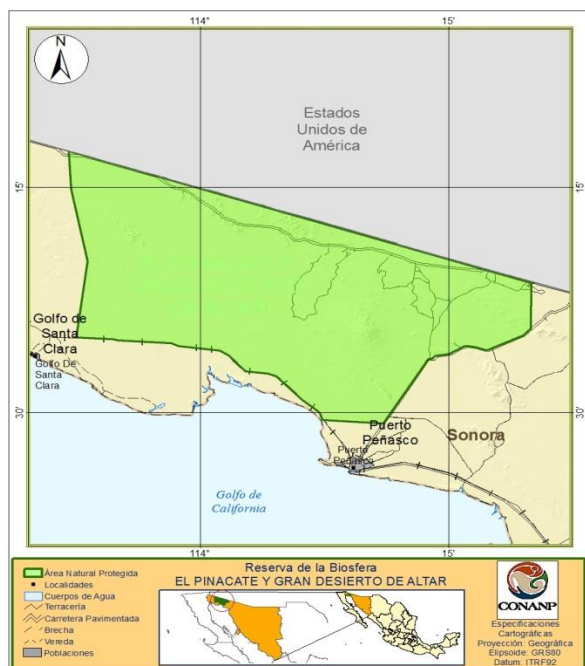 114°
15'
N
Estados
Unidos de
América
15'
15'
Golfo de
Santa
Clara
Golfo De
Santa
Clara
30'
30'
Puerto
Peñasco
Sonora
Puerto
Peñasco
Golfo de
California
114°
15'
Área Natural Protegida
Localidades
Cuerpos de Agua
Terracería
Carretera Pavimentada
Brecha
Vereda
Poblaciones
Reserva de la Biosfera
EL PINACATE Y GRAN DESIERTO DE ALTAR
CONANP
Especificaciones
Cartográficas
Proyección: Geográfica
Elipsoide: GRS80
Datum: ITRF92